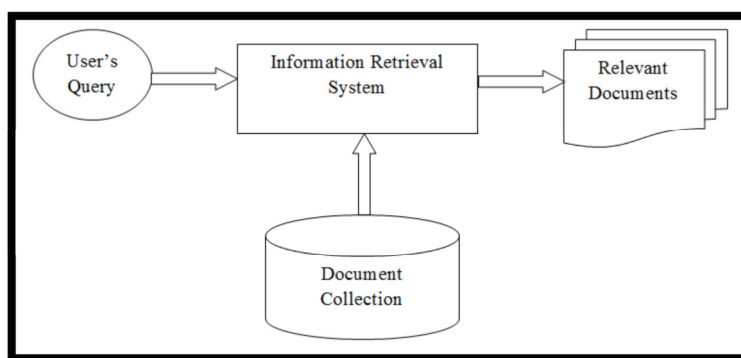 User's
Query
Information Retrieval
System
Relevant
Documents
Document
Collection